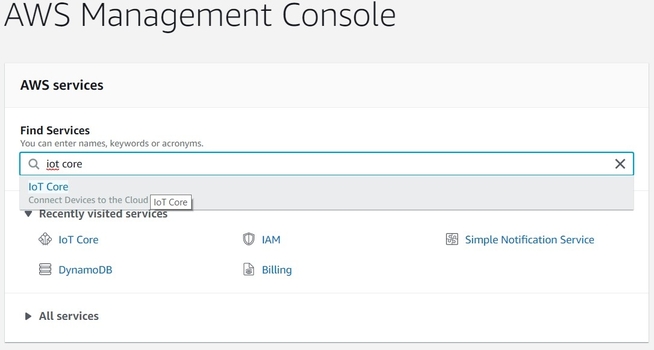 AWS Management Console
AWS services
Find Services
You can enter names, keywords or acronyms.
iot core
IoT Core
Connect Devices to the Cloud
IoT Core
Recently visited services
IoT Core
IAM
Simple Notification Service
DynamoDB
Billing
All services